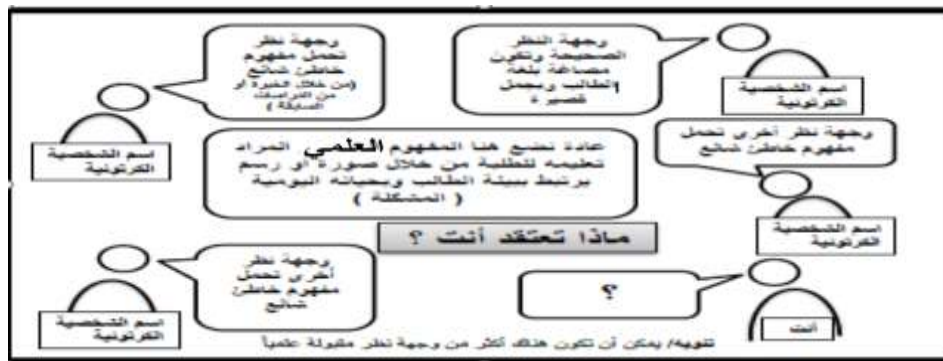 وجهة النظر
الصحيحة وتكون
مصاغة بلغة
الطالب وبجمل
قصيرة
اسم الشخصية
الكرتونية
وجهة نظر
تحمل مفهوم
خاطئ شائع
(من خلال الخبرة أو
من الدراسات
السابقة )
اسم الشخصية
الكرتونية
وجهة نظر أخرى تحمل
مفهوم خاطئ شائع
اسم الشخصية
الكرتونية
عادة نضع هنا المفهوم العلمي المراد
تعليمه للطلبة من خلال صورة أو رسم
يرتبط ببيئة الطالب وبحياته اليومية
( المشكلة )
ماذا تعتقد أنت ؟
وجهة نظر
أخرى تحمل
مفهوم خاطئ
شائع
اسم الشخصية
الكرتونية
؟
أنت
تنويه/ يمكن أن تكون هناك أكثر من وجهة نظر مقبولة علمياً